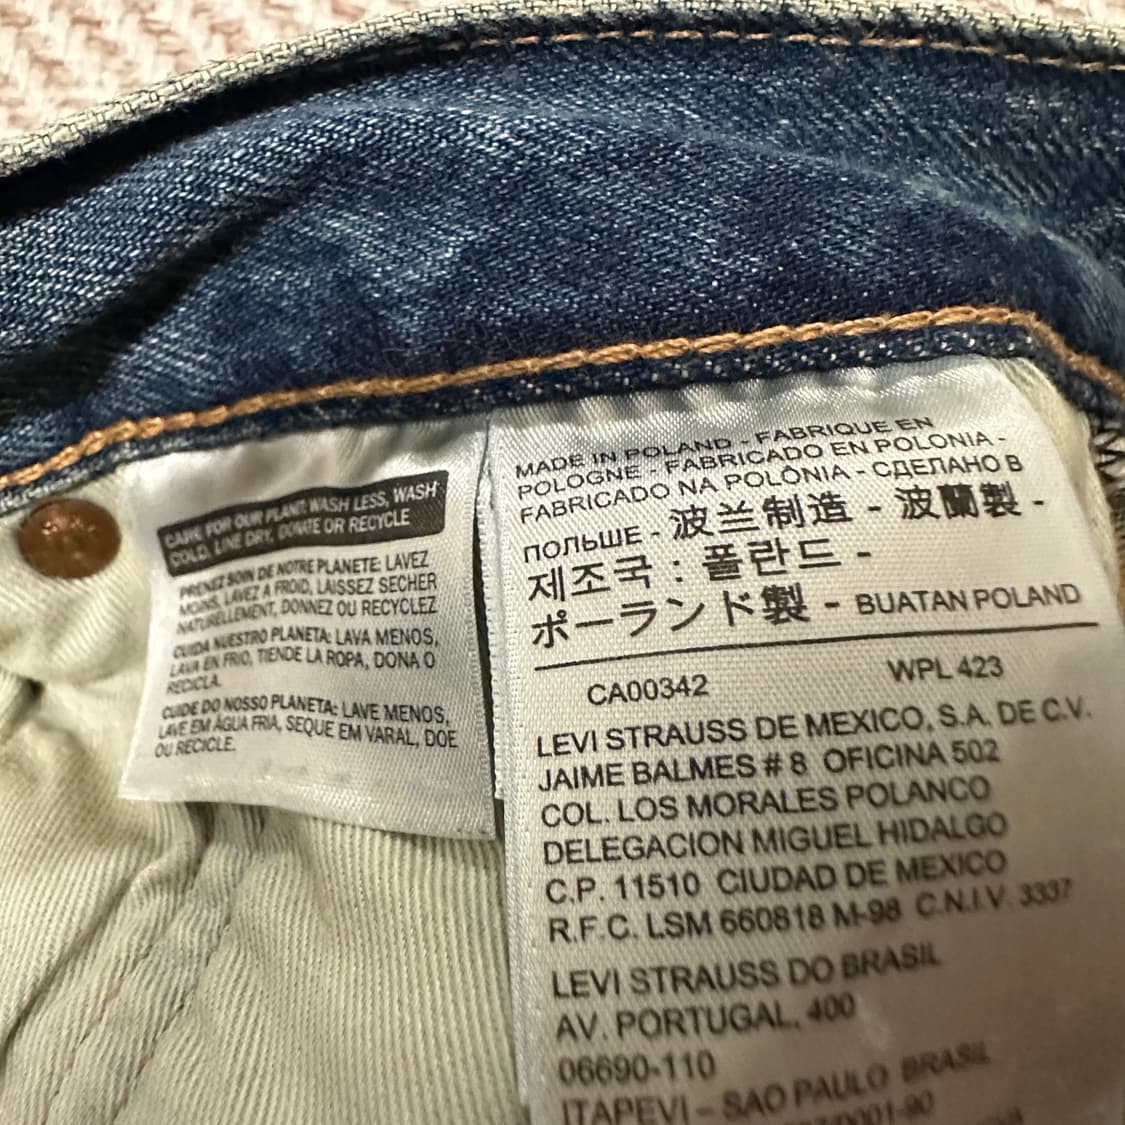 CARE FOR OUR PLANET: WASH LESS, WASH
COLD, LINE DRY, DONATE OR RECYCLE
PRENEZ SOIN DE NOTRE PLANETE: LAVEZ
MOINS, LAVEZ A FROID, LAISSEZ SECHER
NATURELLEMENT, DONNEZ OU RECYCLEZ
CUIDA NUESTRO PLANETA: LAVA MENOS,
LAVA EN FRIO, TIENDE LA ROPA, DONA O
RECICLA.
CUIDE DO NOSSO PLANETA: LAVE MENOS,
LAVE EM ÁGUA FRIA, SEQUE EM VARAL, DOE
OU RECICLE.
MADE IN POLAND - FABRIQUE EN
POLOGNE - FABRICADO EN POLONIA -
FABRICADO NA POLÔNIA - СДЕЛАНО В
ПОЛЬШЕ - 波兰制造 - 波蘭製 -
제조국 : 폴란드 -
ポーランド製 - BUATAN POLAND
CA00342 WPL 423
LEVI STRAUSS DE MEXICO, S.A. DE C.V.
JAIME BALMES # 8 OFICINA 502
COL. LOS MORALES POLANCO
DELEGACION MIGUEL HIDALGO
C.P. 11510 CIUDAD DE MEXICO
R.F.C. LSM 660818 M-98 C.N.I.V. 3337
LEVI STRAUSS DO BRASIL
AV. PORTUGAL, 400
06690-110
ITAPEVI - SAO PAULO BRASIL